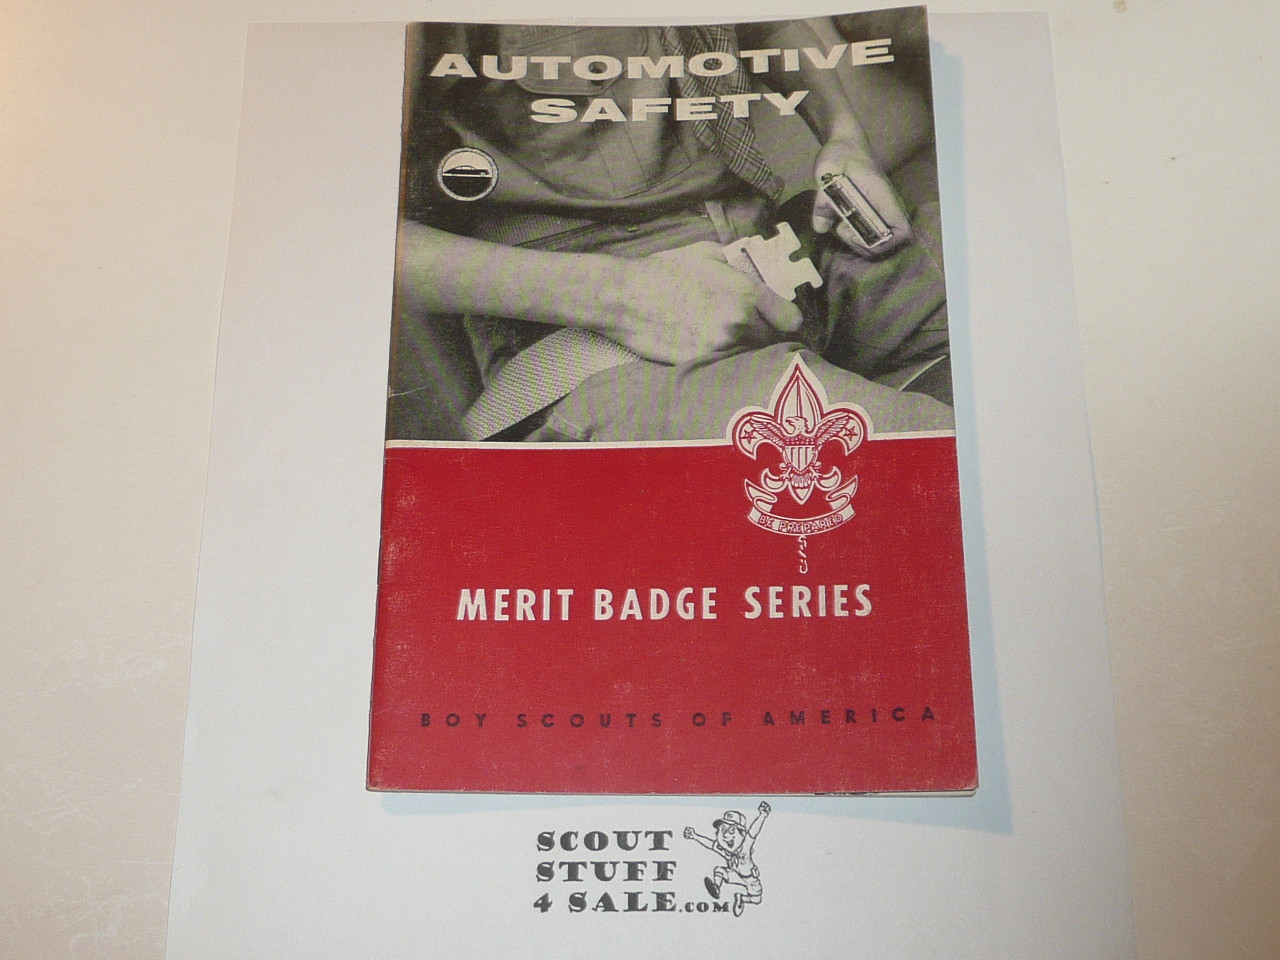 AUTOMOTIVE
SAFETY
BE PREPARED
MERIT BADGE SERIES
BOY SCOUTS OF AMERICA
SCOUT
STUFF
4 SALE.COM